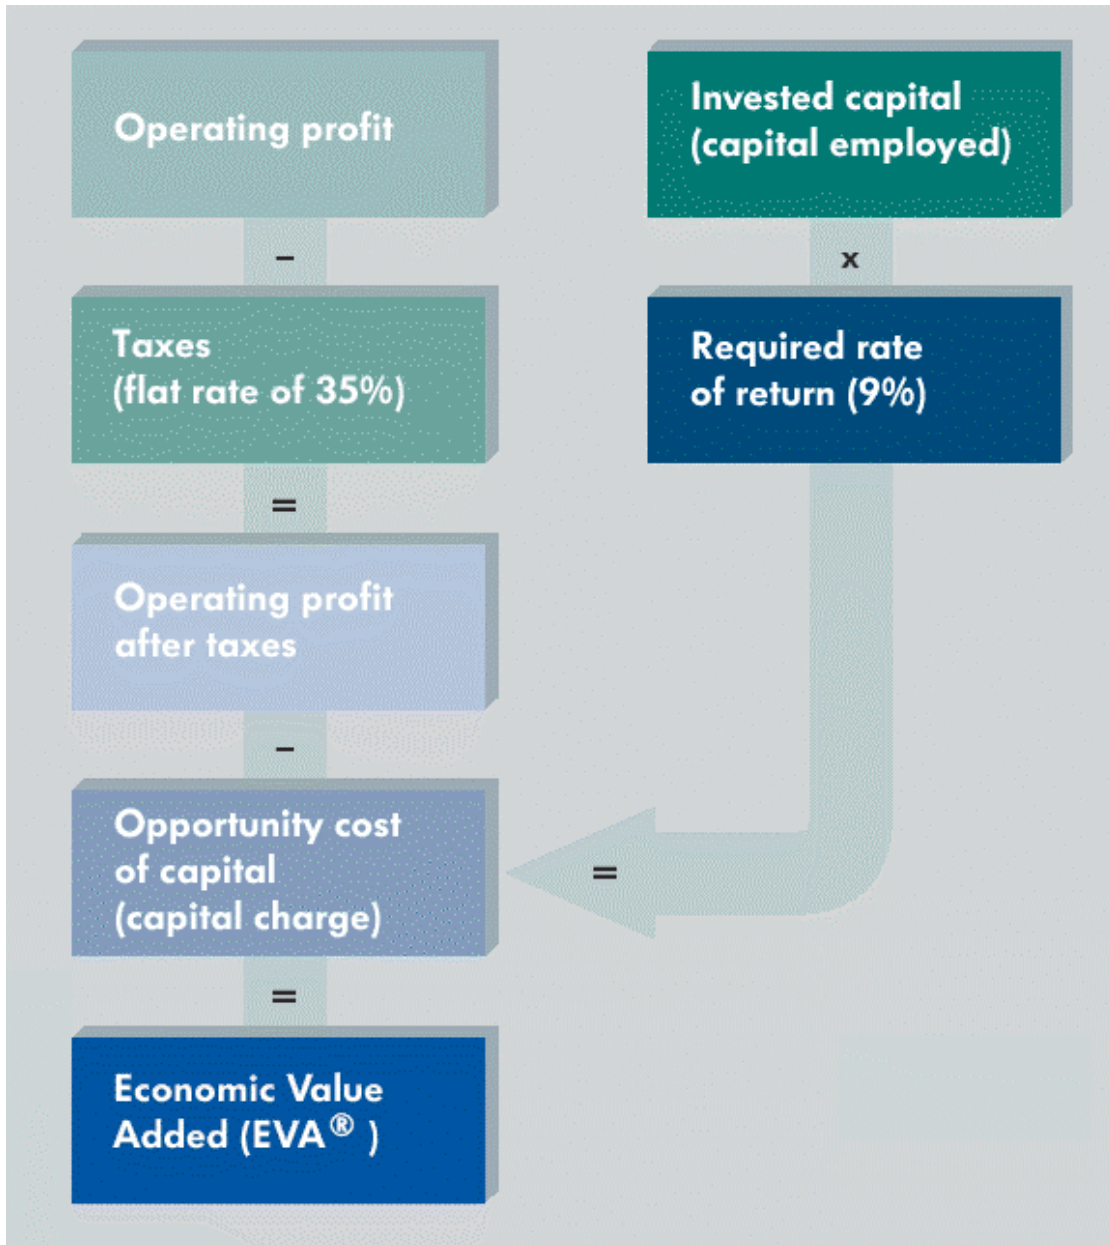 Operating profit
–
Taxes
(flat rate of 35%)
=
Operating profit
after taxes
–
Opportunity cost
of capital
(capital charge)
=
Economic Value
Added (EVA® )
Invested capital
(capital employed)
x
Required rate
of return (9%)
=